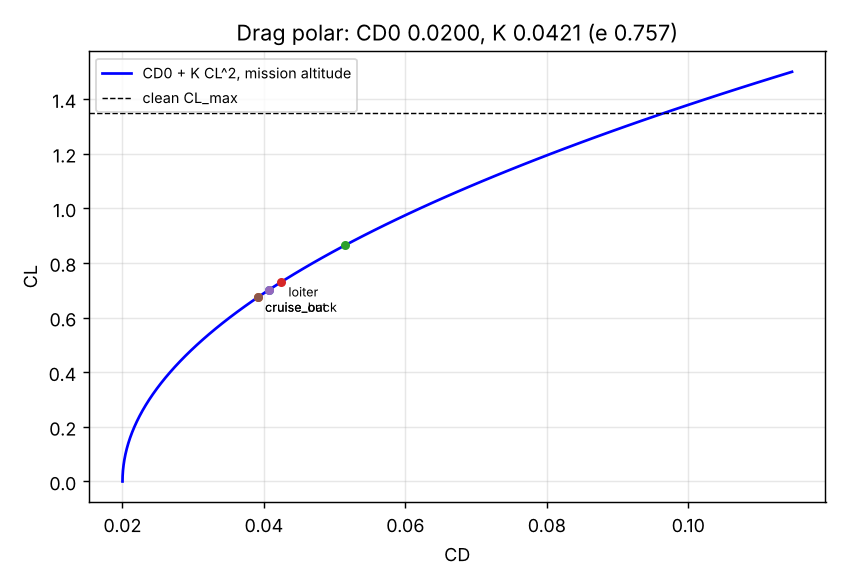 Drag polar: CD0 0.0200, K 0.0421 (e 0.757)
CD0 + K CL^2, mission altitude
clean CL_max
CL
1.4
1.2
1.0
0.8
0.6
0.4
0.2
0.0
loiter
cruise_out
cruise_back
0.02
0.04
0.06
0.08
0.10
CD